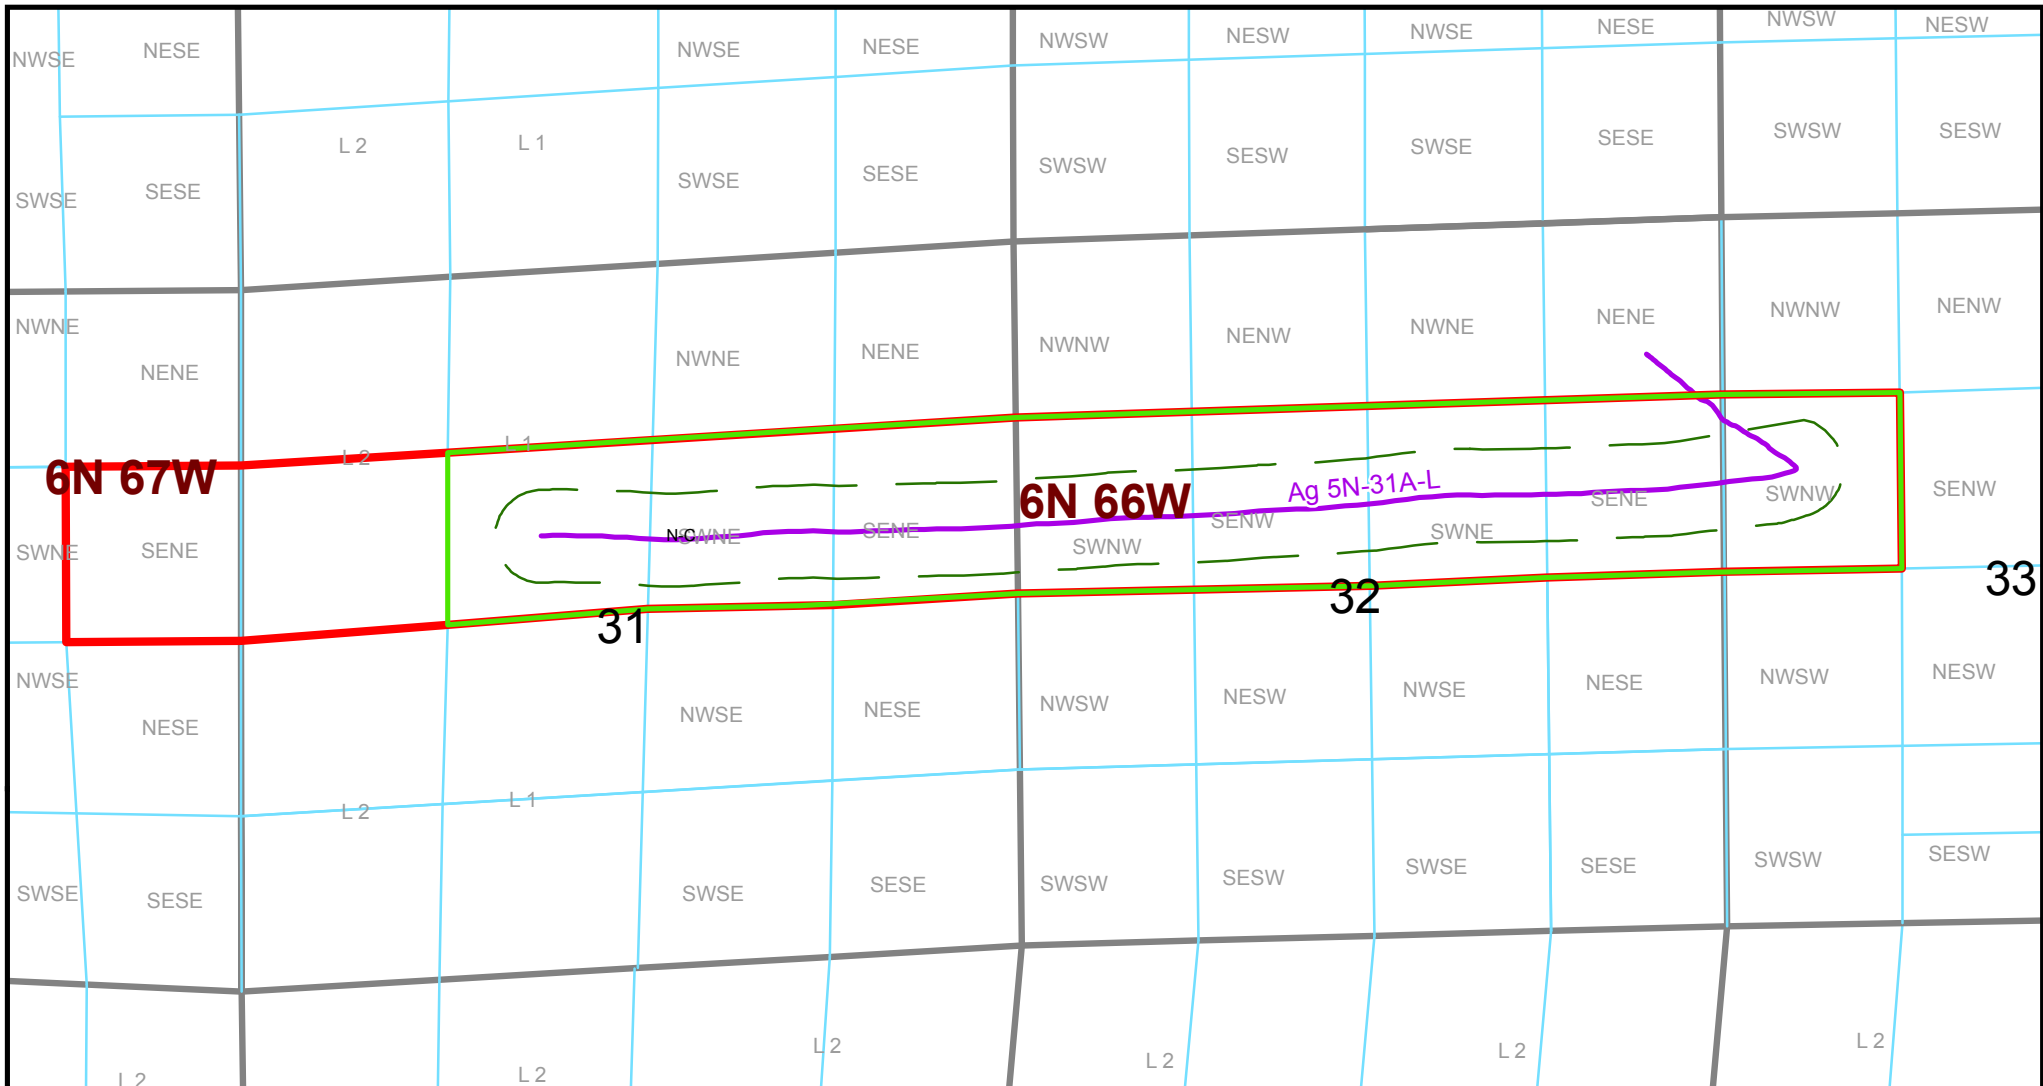 NWSE NESE NWSE NESE NWSW NESW NWSE NESE NWSW NESW
L 2 L 1
SWSE SESE SWSE SESE SWSW SESW SWSE SESE SWSW SESW
NWNE NENE NWNE NENE NWNW NENW NWNE NENE NWNW NENW
L 2 L 1
6N 67W
6N 66W
Ag 5N-31A-L
SWNE SENE N-C SWNE SENE SWNW SENW SWNE SENE SWNW SENW
31 32 33
NWSE NESE NWSE NESE NWSW NESW NWSE NESE NWSW NESW
L 2 L 1
SWSE SESE SWSE SESE SWSW SESW SWSE SESE SWSW SESW
L 2 L 2 L 2 L 2 L 2 L 2